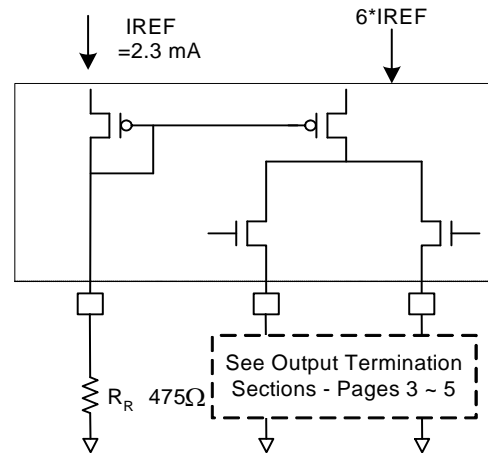 IREF
=2.3 mA
6*IREF
See Output Termination
Sections - Pages 3 ~ 5
RR 475Ω